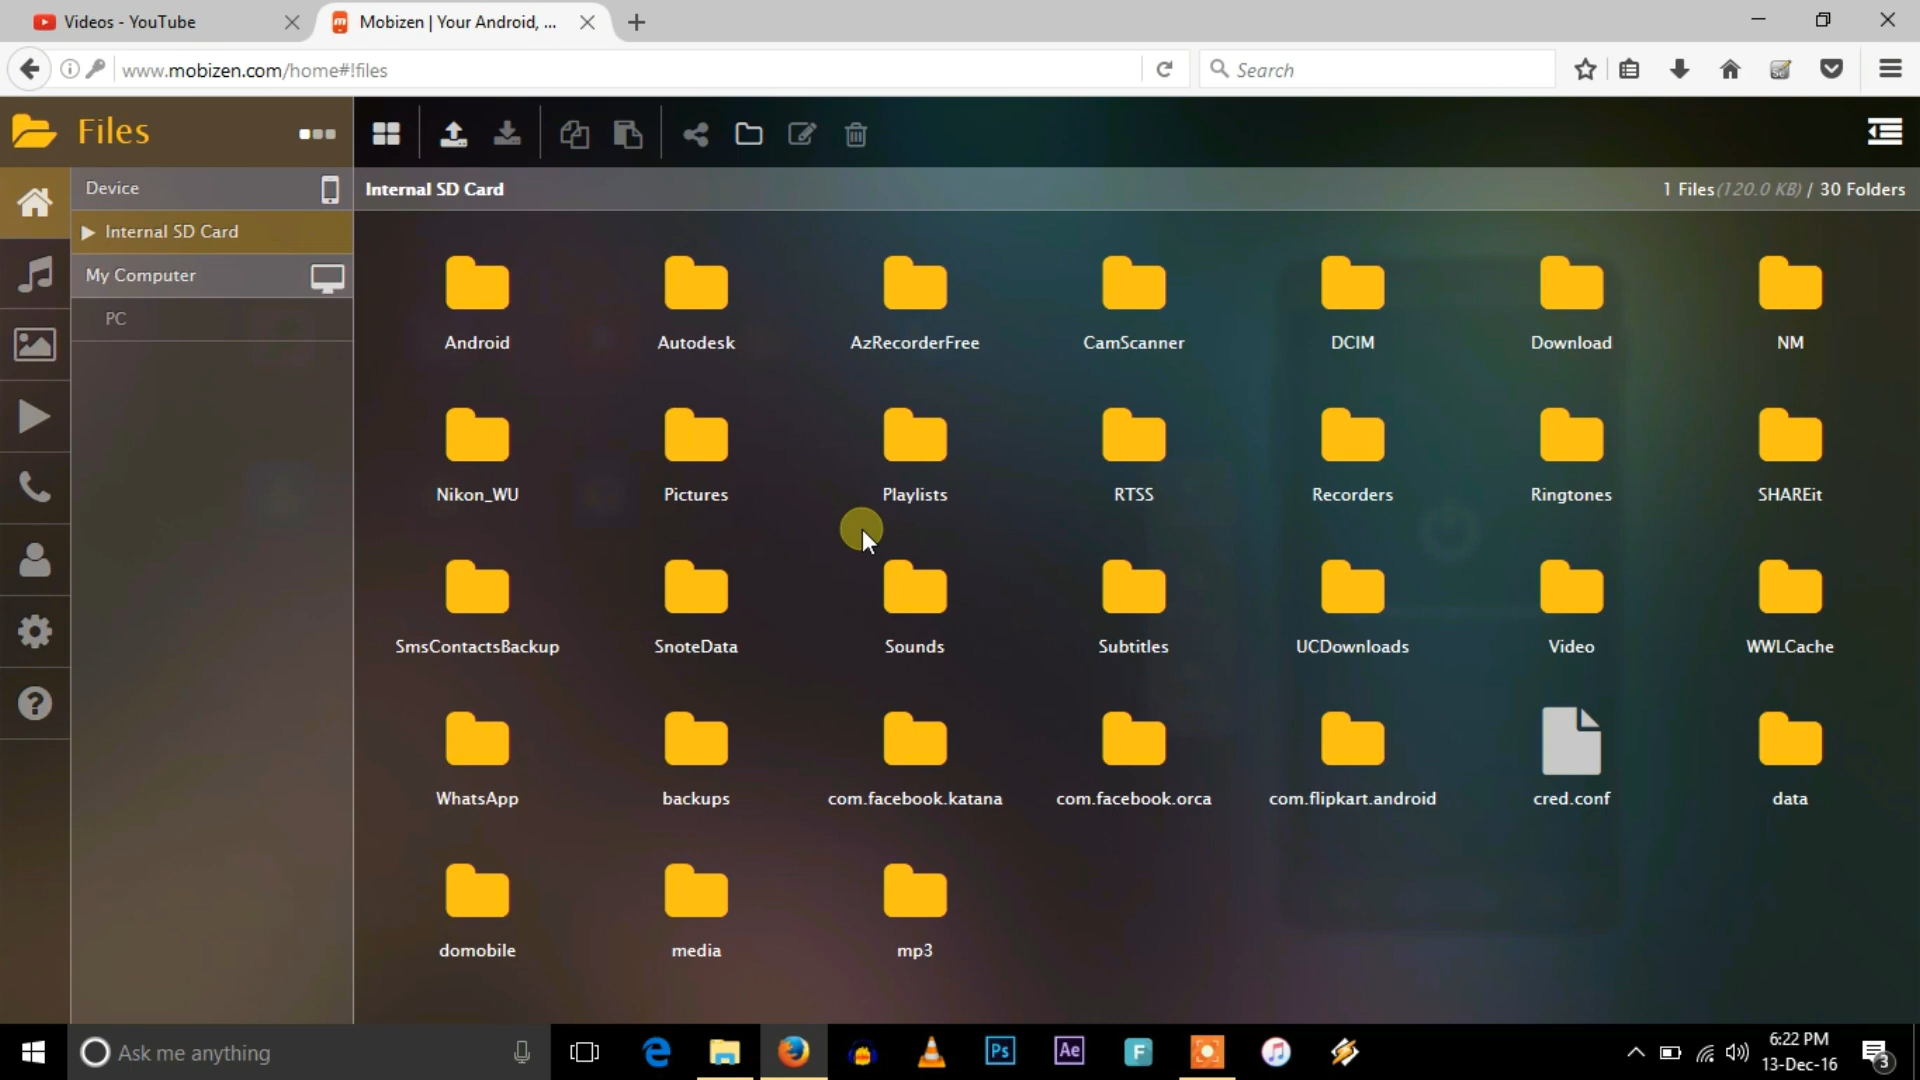 Videos - YouTube
Mobizen | Your Android, ...
www.mobizen.com/home#!files
Search
Files
Device
Internal SD Card
My Computer
PC
Internal SD Card
1 Files(120.0 KB) / 30 Folders
Android Autodesk AzRecorderFree CamScanner DCIM Download NM
Nikon_WU Pictures Playlists RTSS Recorders Ringtones SHAREit
SmsContactsBackup SnoteData Sounds Subtitles UCDownloads Video WWLCache
WhatsApp backups com.facebook.katana com.facebook.orca com.flipkart.android cred.conf data
domobile media mp3
Ask me anything
Ps
Ae
F
6:22 PM
13-Dec-16
3